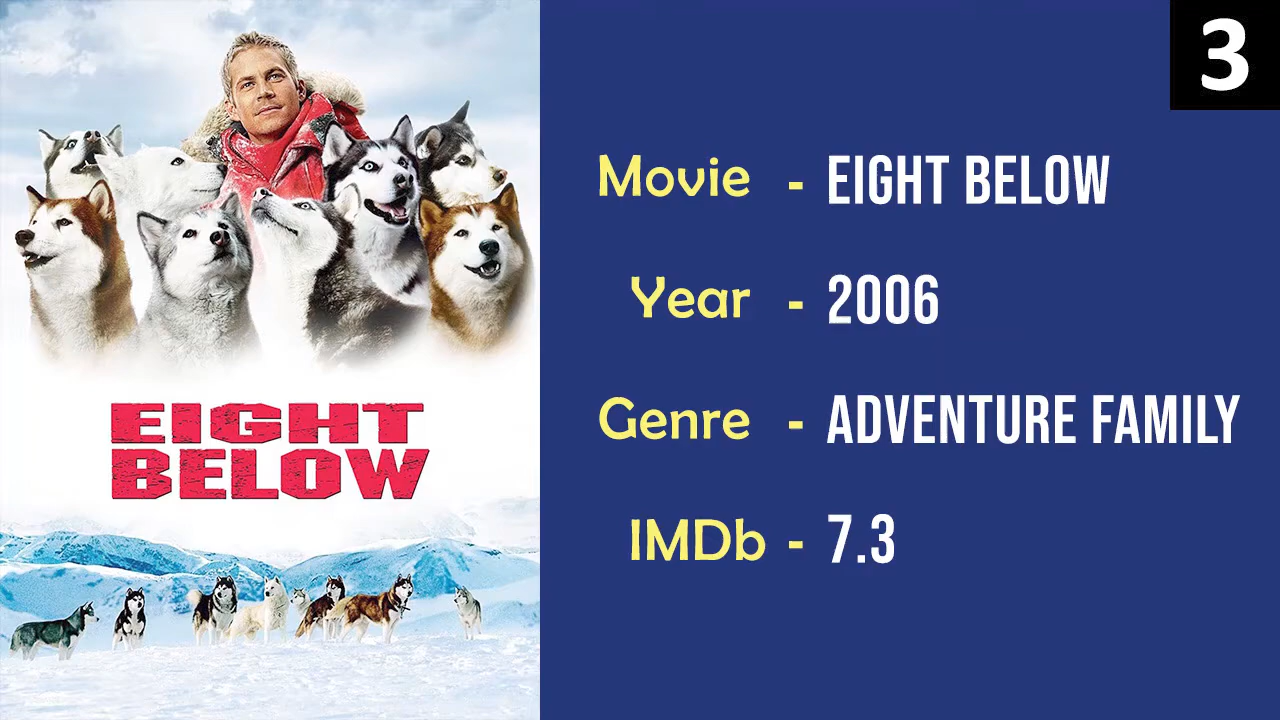 3
EIGHT
BELOW
Movie - EIGHT BELOW
Year - 2006
Genre - ADVENTURE FAMILY
IMDb - 7.3